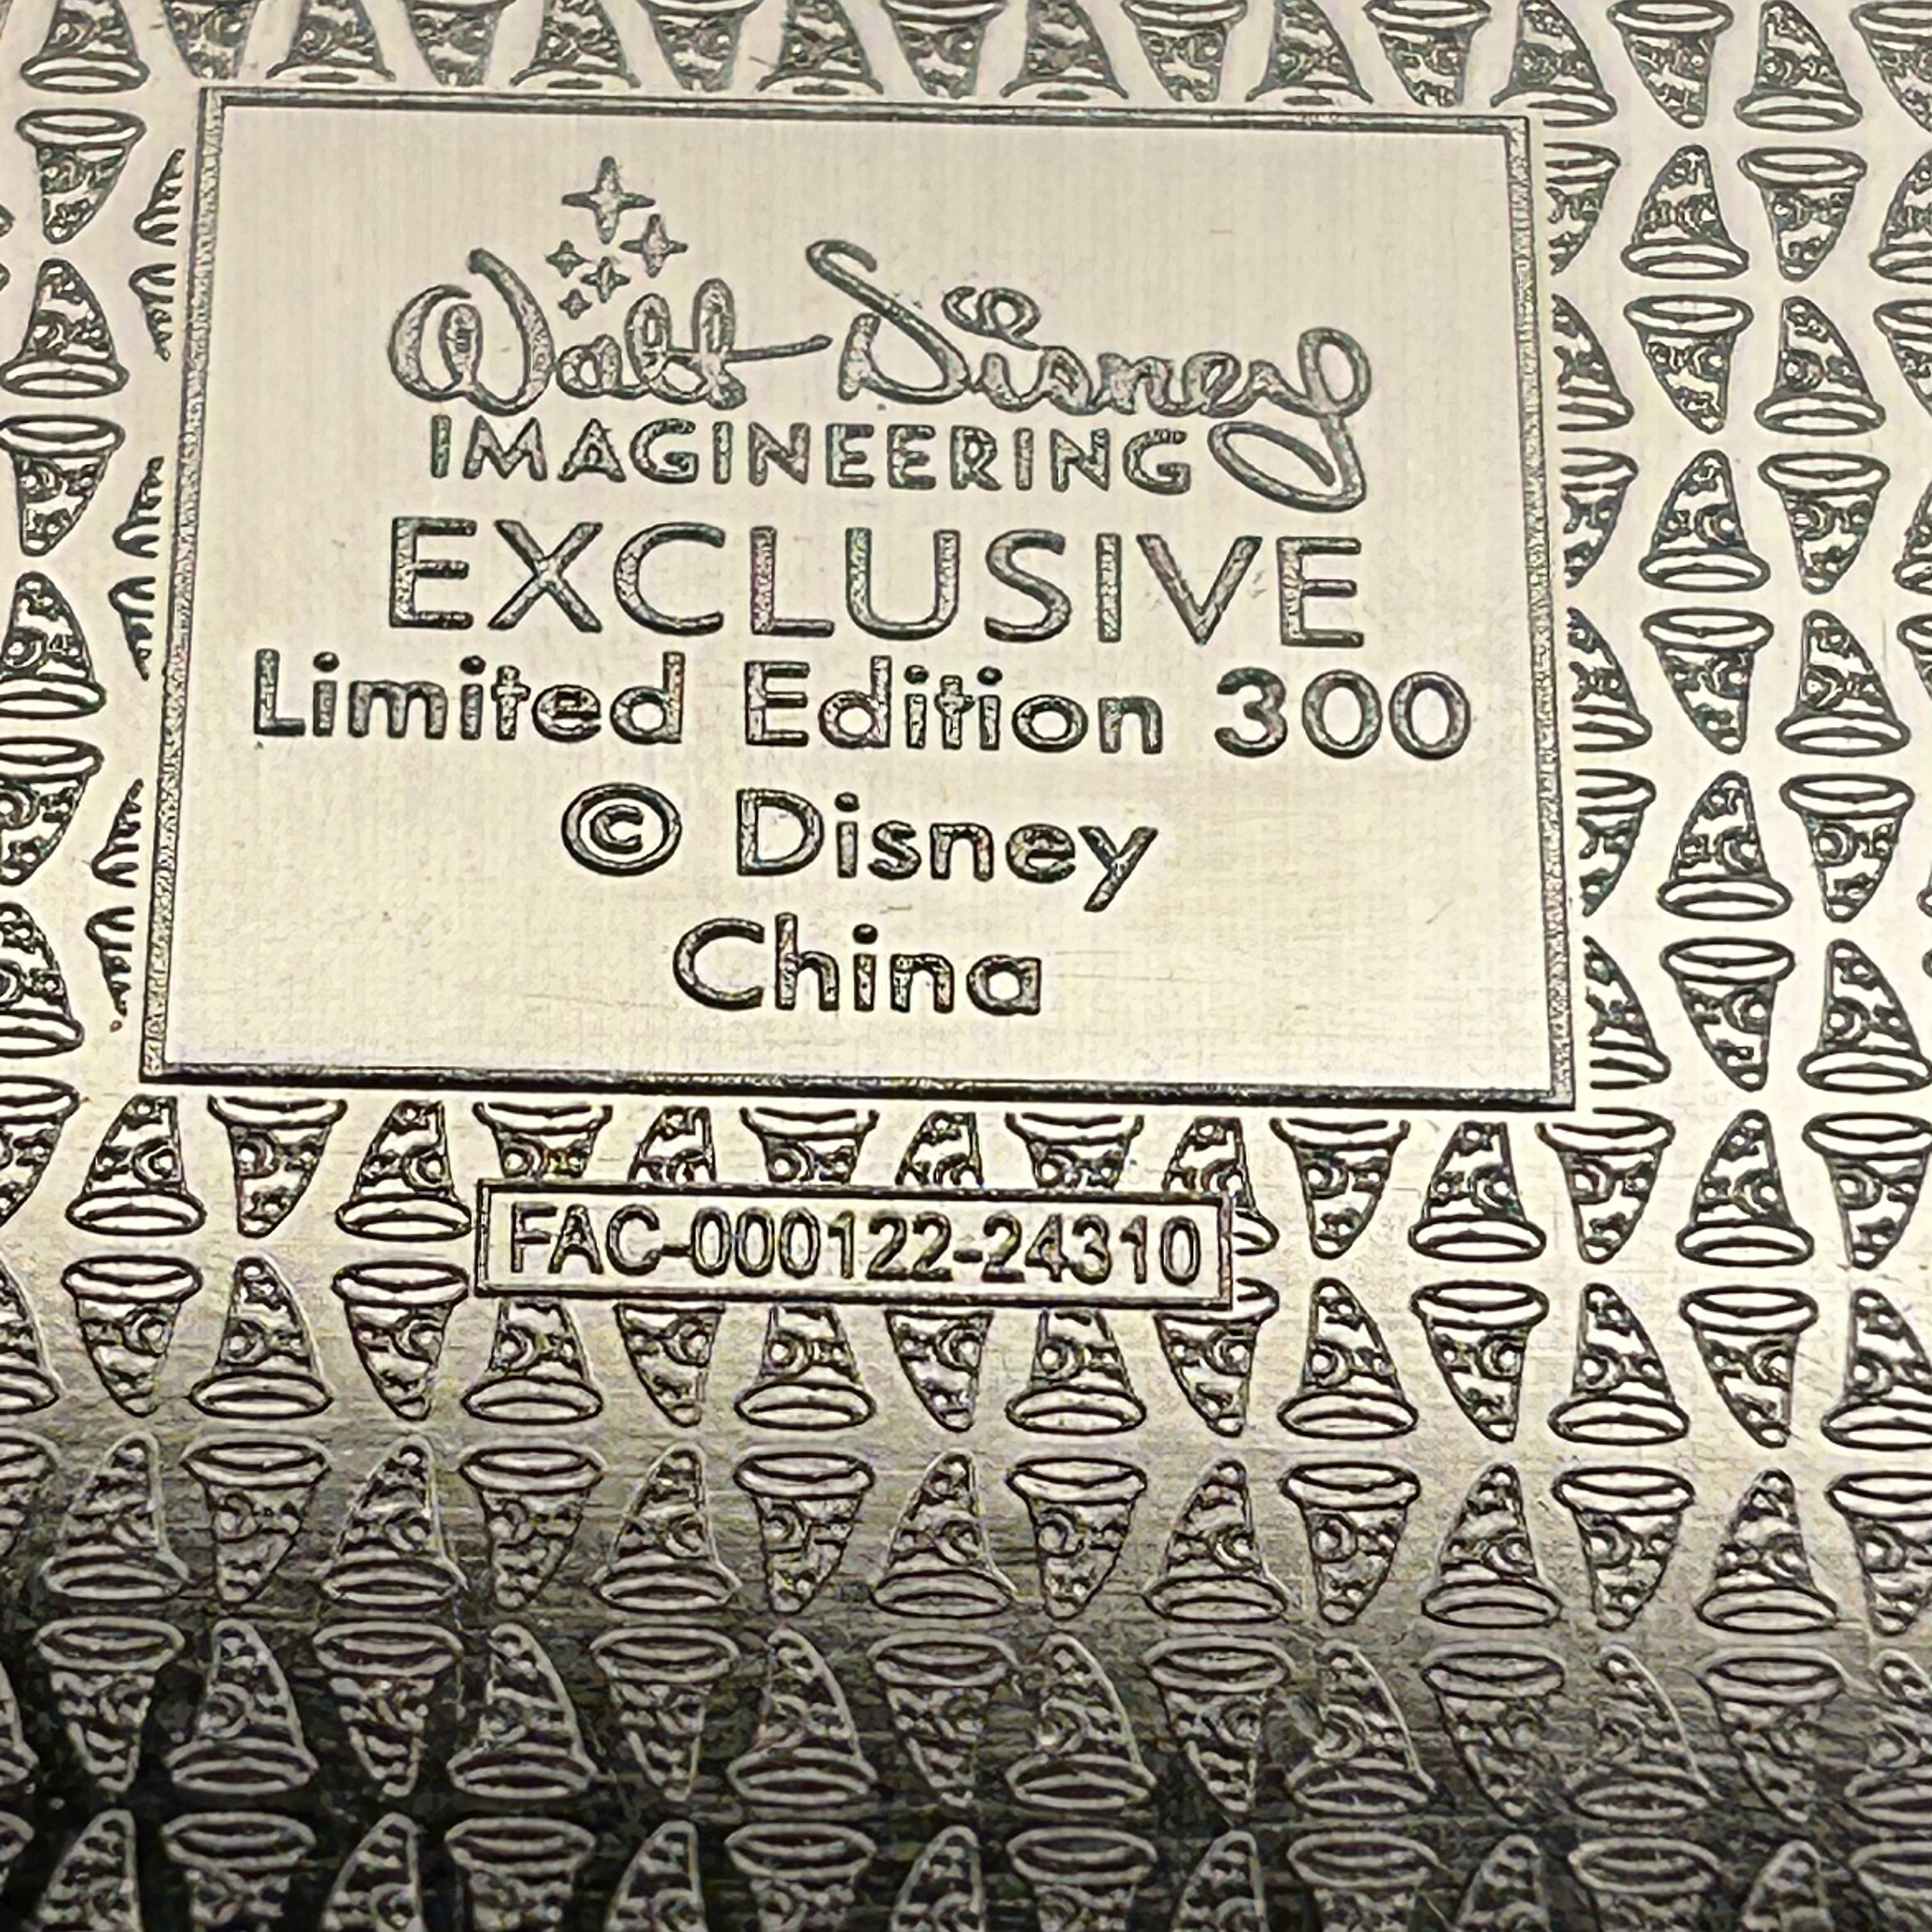 Walt Disney
IMAGINEERING
EXCLUSIVE
Limited Edition 300
© Disney
China
FAC-000122-24310